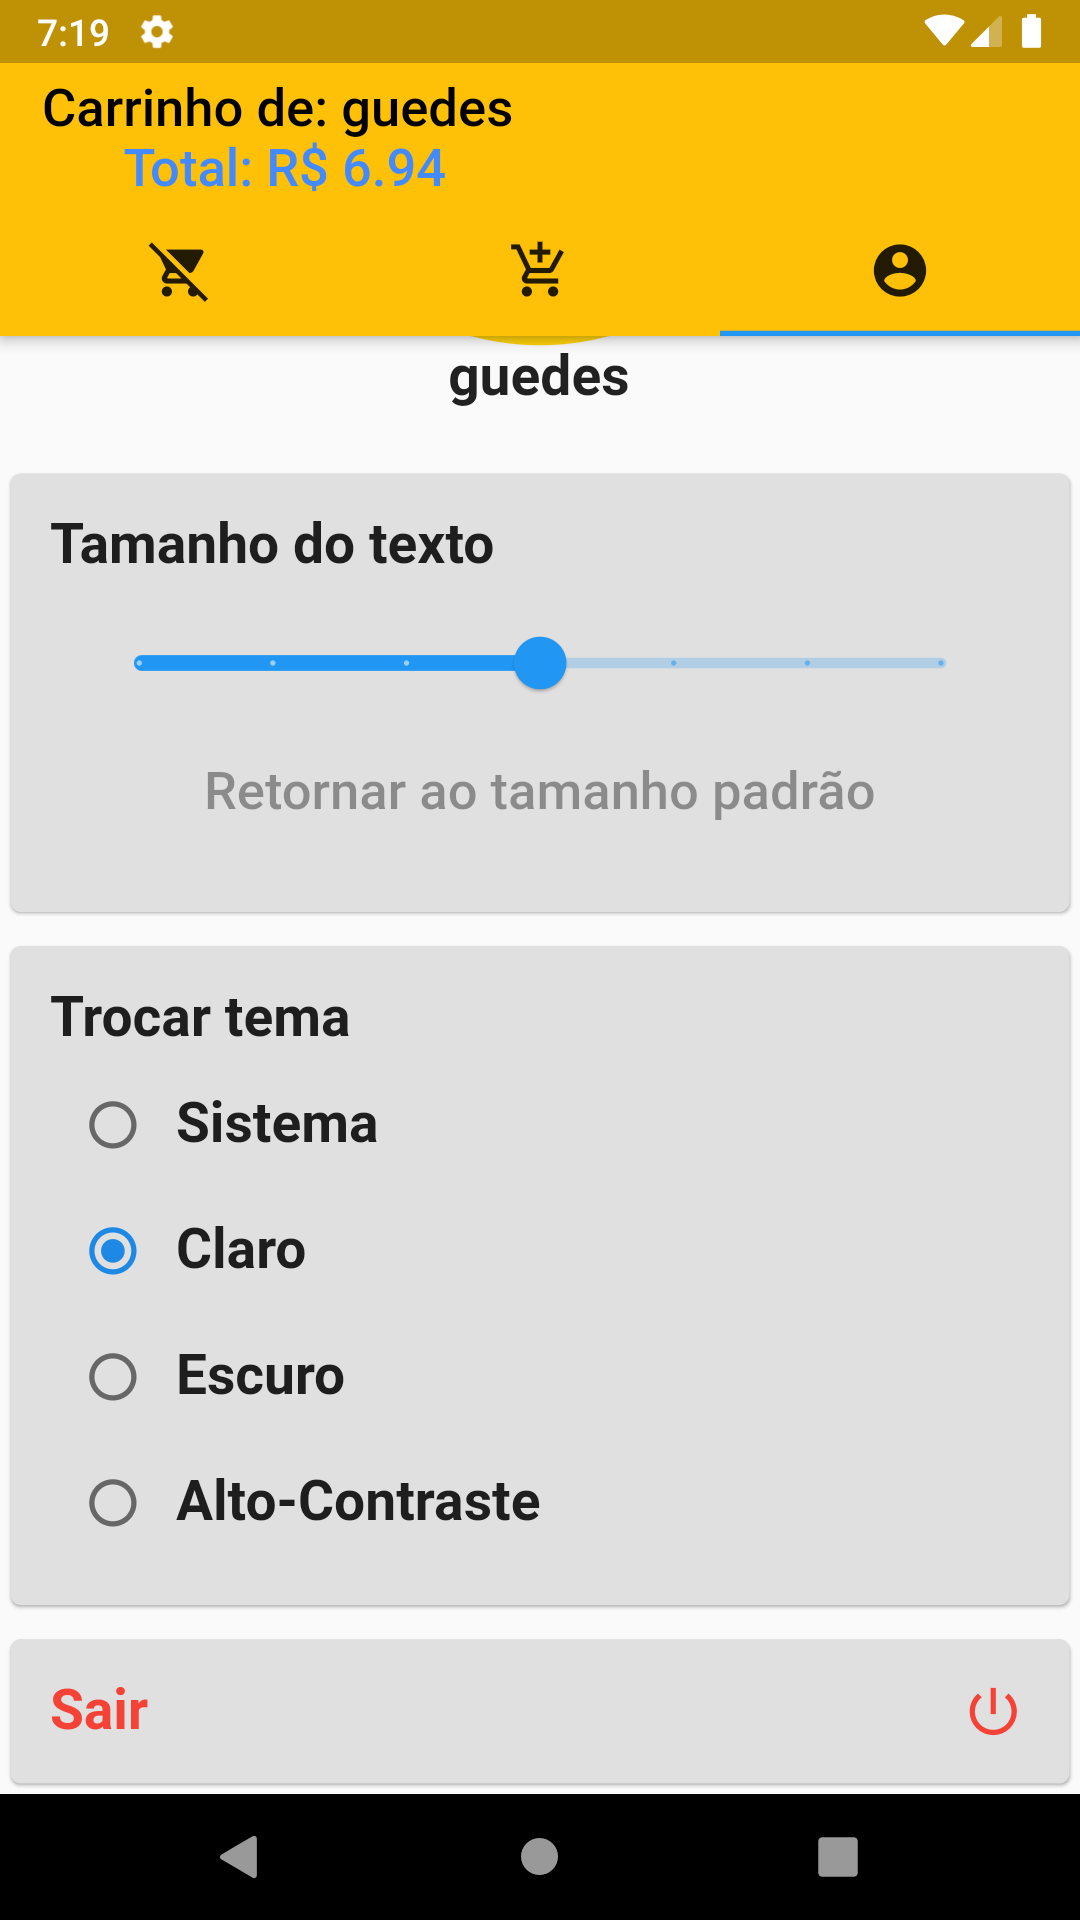 7:19
Carrinho de: guedes
Total: R$ 6.94
guedes
Tamanho do texto
Retornar ao tamanho padrão
Trocar tema
Sistema
Claro
Escuro
Alto-Contraste
Sair